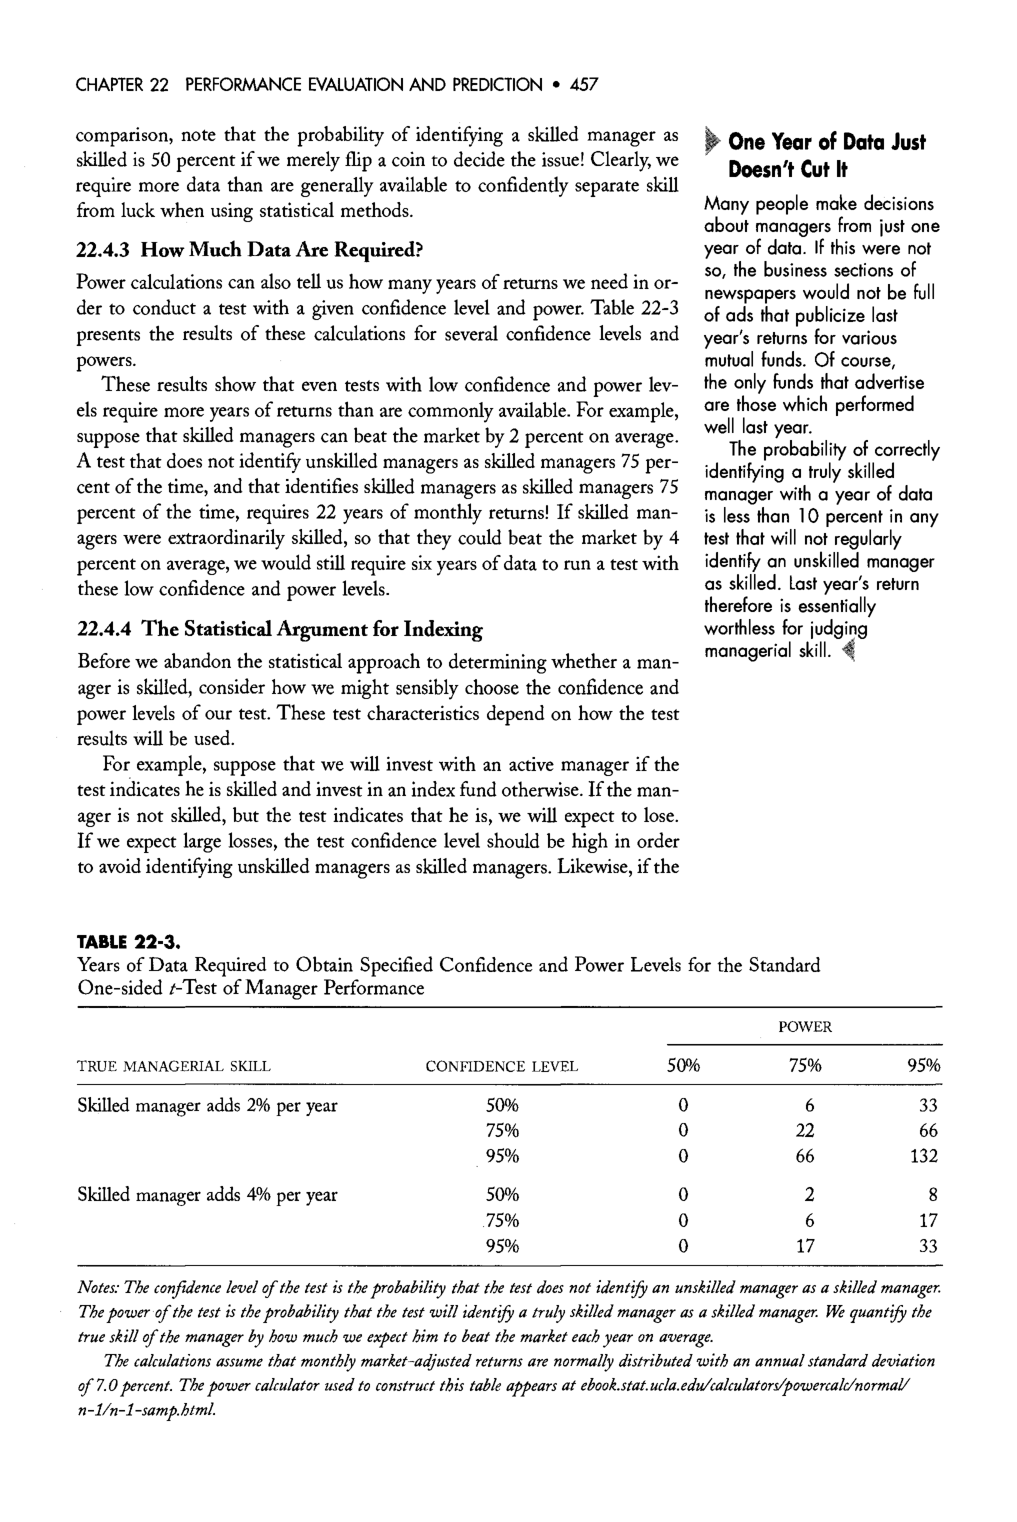 CHAPTER 22 PERFORMANCE EVALUATION AND PREDICTION • 457
comparison, note that the probability of identifying a skilled manager as
skilled is 50 percent if we merely flip a coin to decide the issue! Clearly, we
require more data than are generally available to confidently separate skill
from luck when using statistical methods.
22.4.3 How Much Data Are Required?
Power calculations can also tell us how many years of returns we need in or-
der to conduct a test with a given confidence level and power. Table 22-3
presents the results of these calculations for several confidence levels and
powers.
These results show that even tests with low confidence and power lev-
els require more years of returns than are commonly available. For example,
suppose that skilled managers can beat the market by 2 percent on average.
A test that does not identify unskilled managers as skilled managers 75 per-
cent of the time, and that identifies skilled managers as skilled managers 75
percent of the time, requires 22 years of monthly returns! If skilled man-
agers were extraordinarily skilled, so that they could beat the market by 4
percent on average, we would still require six years of data to run a test with
these low confidence and power levels.
22.4.4 The Statistical Argument for Indexing
Before we abandon the statistical approach to determining whether a man-
ager is skilled, consider how we might sensibly choose the confidence and
power levels of our test. These test characteristics depend on how the test
results will be used.
For example, suppose that we will invest with an active manager if the
test indicates he is skilled and invest in an index fund otherwise. If the man-
ager is not skilled, but the test indicates that he is, we will expect to lose.
If we expect large losses, the test confidence level should be high in order
to avoid identifying unskilled managers as skilled managers. Likewise, if the
One Year of Data Just
Doesn't Cut It
Many people make decisions
about managers from just one
year of data. If this were not
so, the business sections of
newspapers would not be full
of ads that publicize last
year's returns for various
mutual funds. Of course,
the only funds that advertise
are those which performed
well last year.
The probability of correctly
identifying a truly skilled
manager with a year of data
is less than 10 percent in any
test that will not regularly
identify an unskilled manager
as skilled. Last year's return
therefore is essentially
worthless for judging
managerial skill.
TABLE 22-3.
Years of Data Required to Obtain Specified Confidence and Power Levels for the Standard
One-sided t-Test of Manager Performance
POWER
TRUE MANAGERIAL SKILL CONFIDENCE LEVEL 50% 75% 95%
Skilled manager adds 2% per year 50% 0 6 33
75% 0 22 66
95% 0 66 132
Skilled manager adds 4% per year 50% 0 2 8
75% 0 6 17
95% 0 17 33
Notes: The confidence level of the test is the probability that the test does not identify an unskilled manager as a skilled manager.
The power of the test is the probability that the test will identify a truly skilled manager as a skilled manager. We quantify the
true skill of the manager by how much we expect him to beat the market each year on average.
The calculations assume that monthly market-adjusted returns are normally distributed with an annual standard deviation
of 7.0 percent. The power calculator used to construct this table appears at ebook.stat.ucla.edu/calculators/powercalc/normal/
n-1/n-1-samp.html.